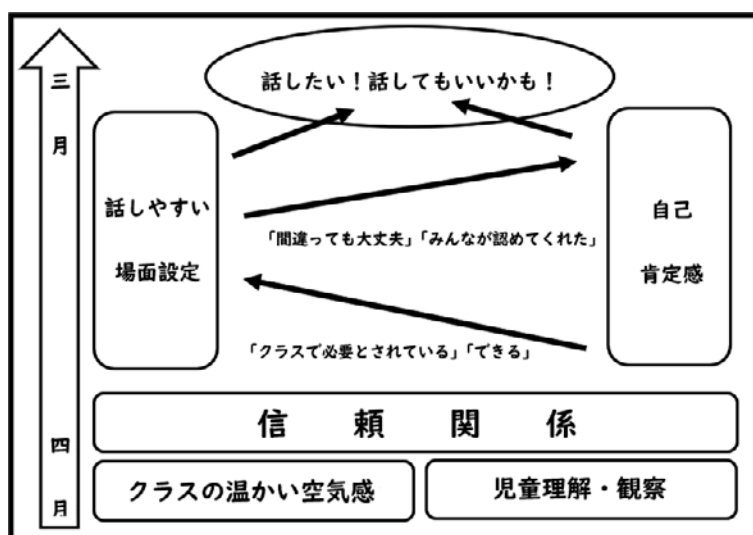 話したい！話してもいいかも！
三月
話しやすい
場面設定
自己
肯定感
「間違っても大丈夫」「みんなが認めてくれた」
「クラスで必要とされている」「できる」
信頼関係
四月
クラスの温かい空気感
児童理解・観察